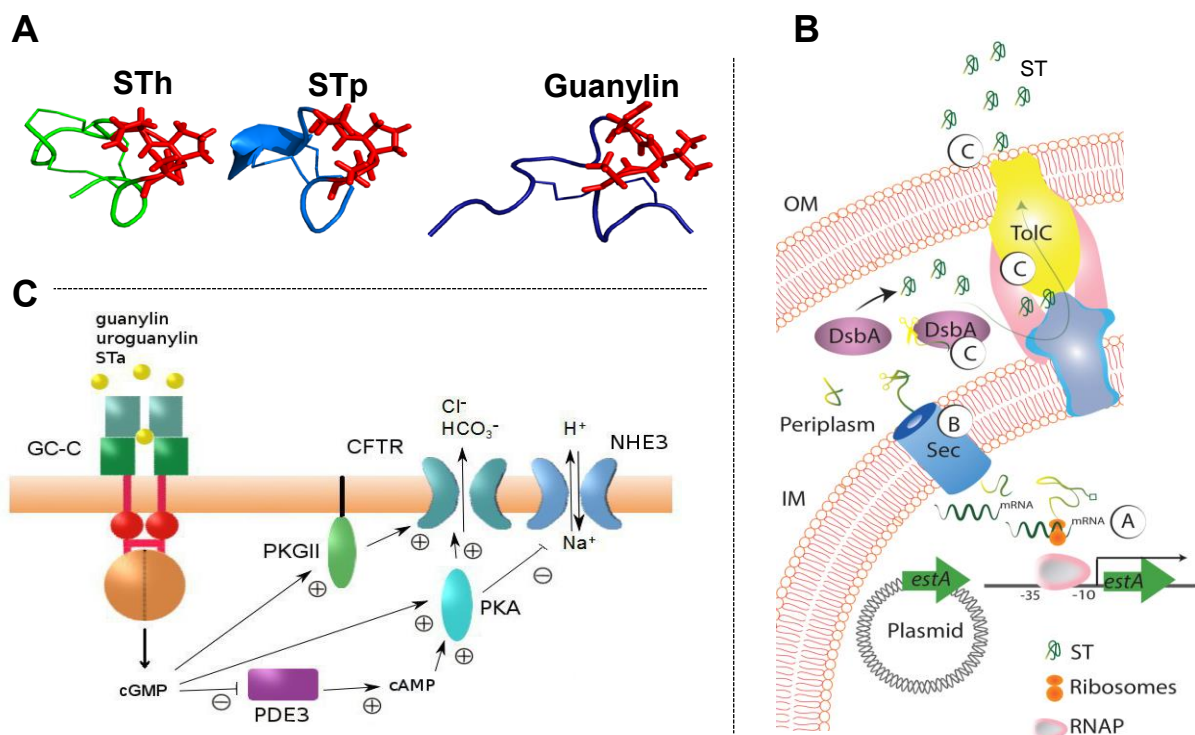 A
STh
STp
Guanylin
B
ST
C
OM
TolC
C
DsbA
DsbA
C
Periplasm
B
Sec
IM
mRNA
mRNA
A
estA
estA
-35
-10
Plasmid
ST
Ribosomes
RNAP
C
guanylin
uroguanylin
STa
GC-C
CFTR
Cl⁻
HCO₃⁻
H⁺
NHE3
Na⁺
PKGII
⊕
⊕
⊕
⊖
PKA
⊕
⊕
⊕
cGMP
⊖
PDE3
⊕
cAMP